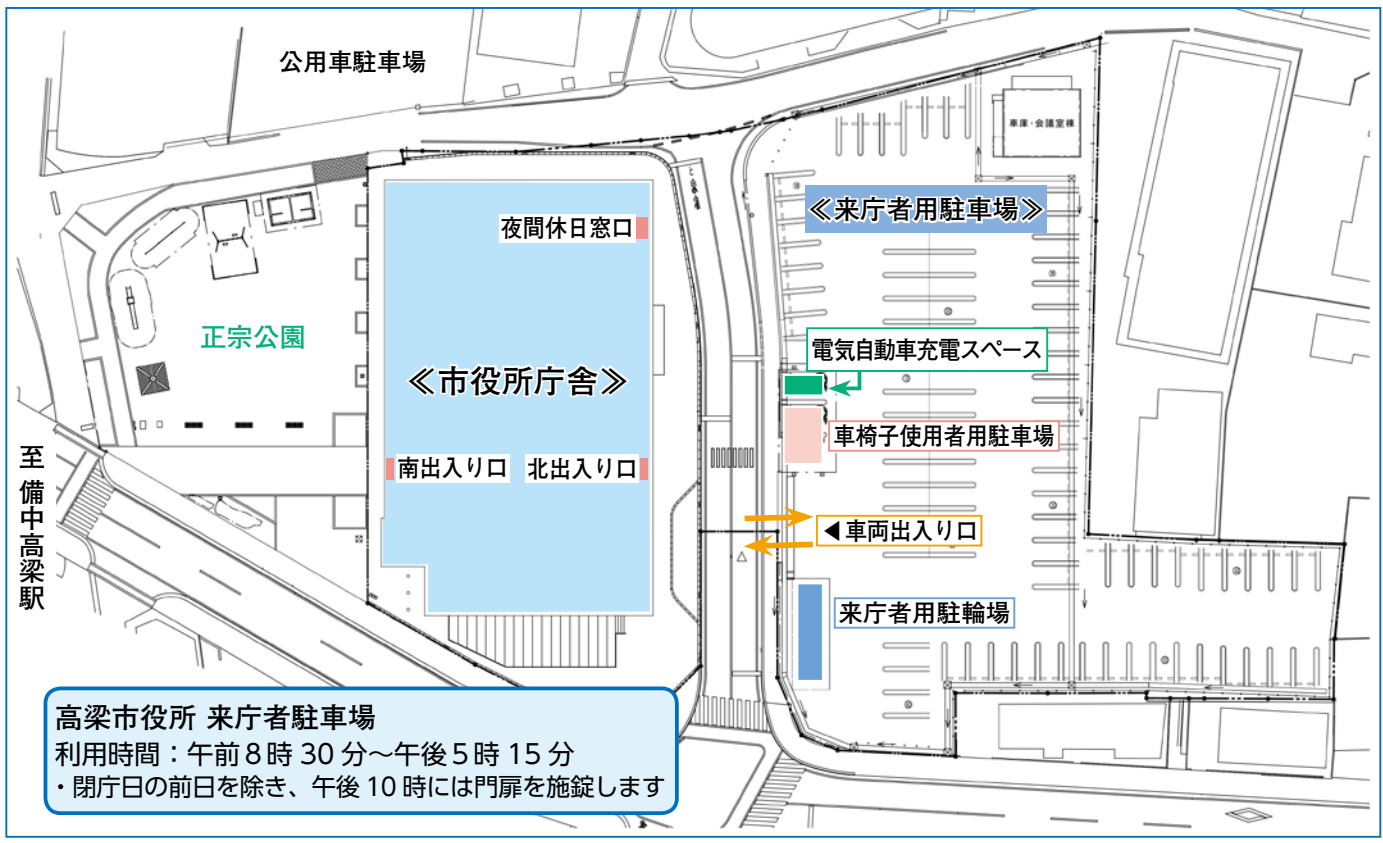 公用車駐車場
車庫・会議室棟
≪来庁者用駐車場≫
夜間休日窓口
正宗公園
電気自動車充電スペース
≪市役所庁舎≫
車椅子使用者用駐車場
至 備中高梁駅
南出入り口
北出入り口
◀車両出入り口
来庁者用駐輪場
高梁市役所 来庁者駐車場
利用時間：午前８時 30 分～午後５時 15 分
・閉庁日の前日を除き、午後 10 時には門扉を施錠します